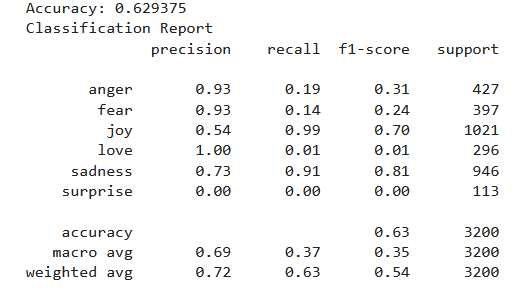 Accuracy: 0.629375
Classification Report
precision recall f1-score support
anger 0.93 0.19 0.31 427
fear 0.93 0.14 0.24 397
joy 0.54 0.99 0.70 1021
love 1.00 0.01 0.01 296
sadness 0.73 0.91 0.81 946
surprise 0.00 0.00 0.00 113
accuracy 0.63 3200
macro avg 0.69 0.37 0.35 3200
weighted avg 0.72 0.63 0.54 3200